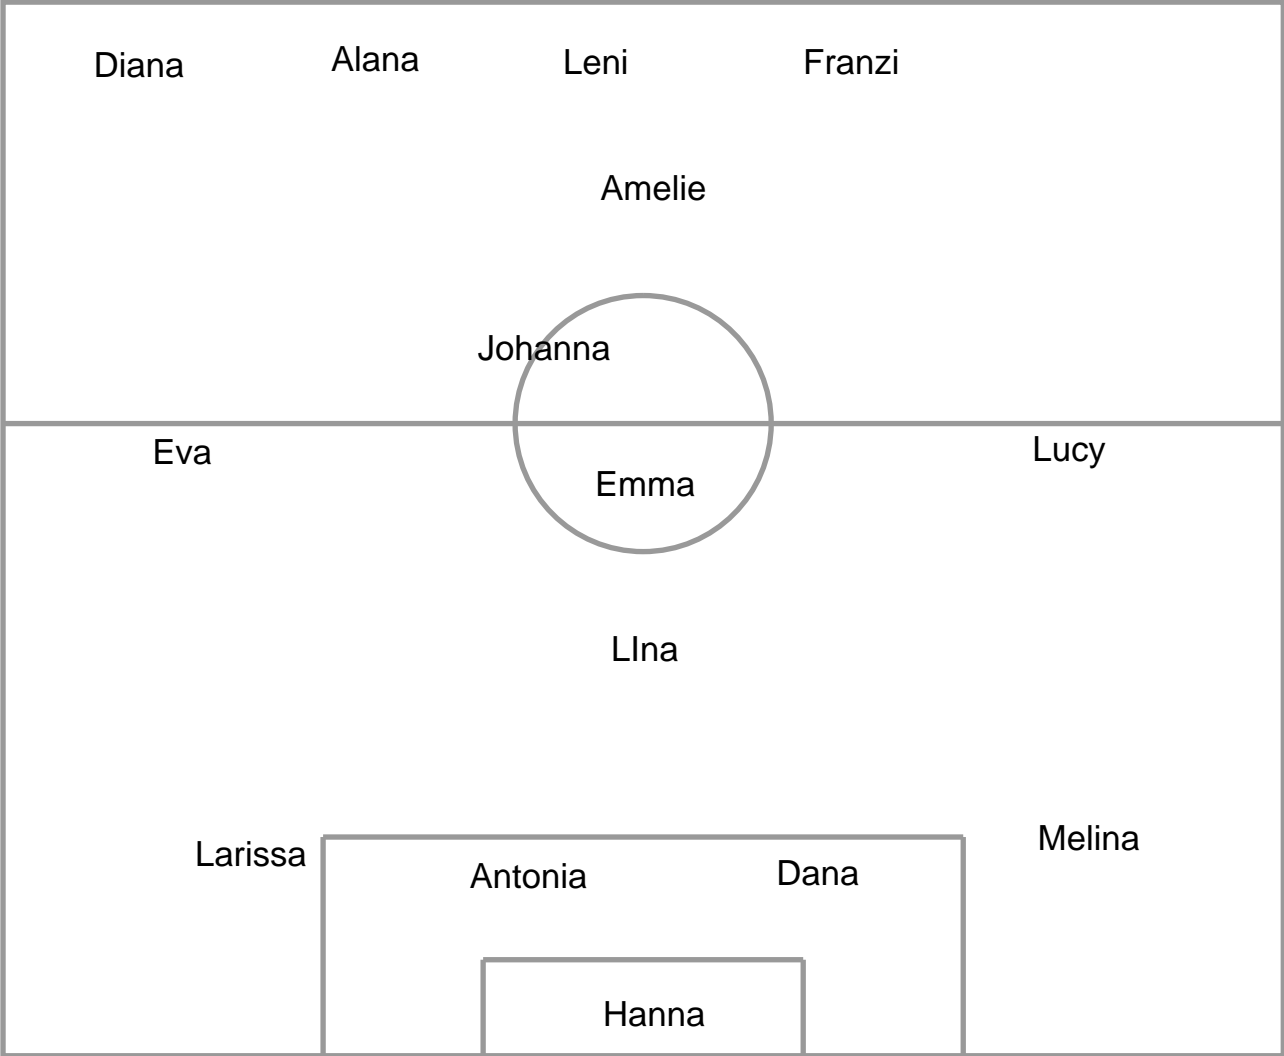 Diana Alana Leni Franzi
Amelie
Johanna
Eva Lucy
Emma
LIna
Melina
Larissa
Antonia Dana
Hanna